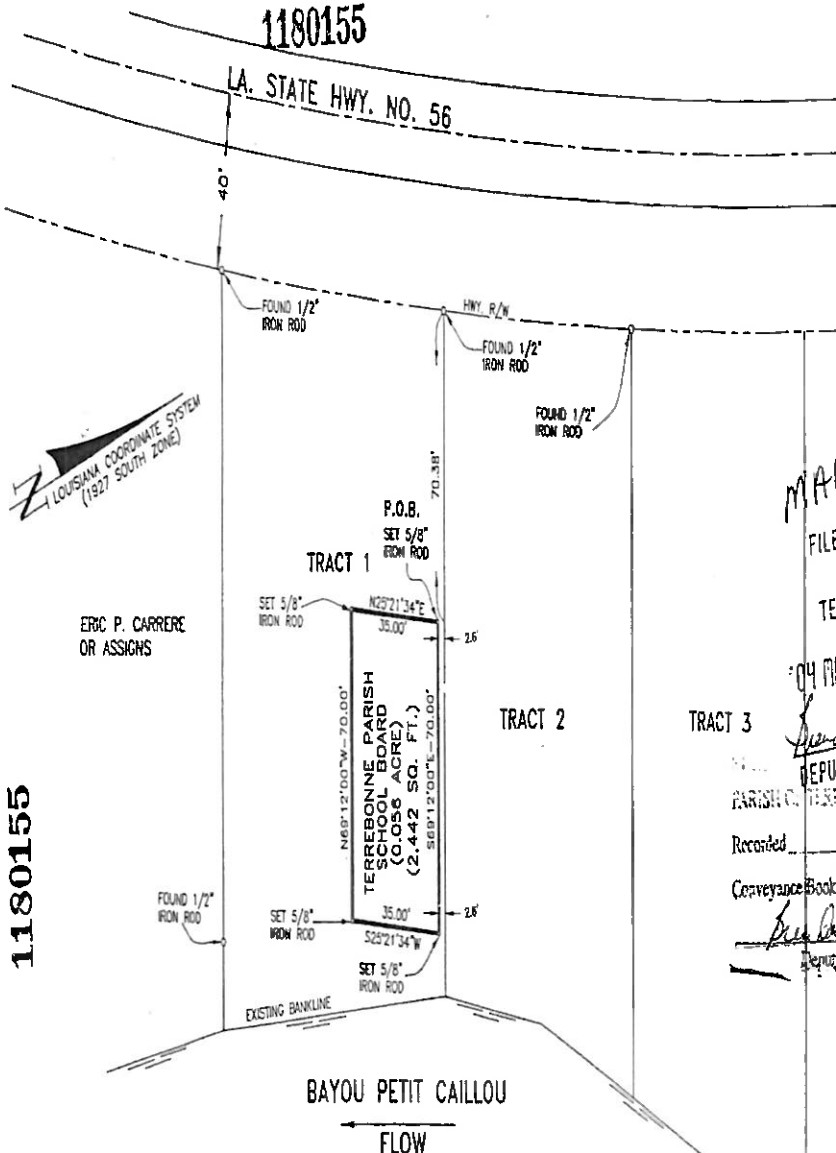 1180155
LA. STATE HWY. NO. 56
40'
FOUND 1/2"
IRON ROD
HWY. R/W
FOUND 1/2"
IRON ROD
FOUND 1/2"
IRON ROD
LOUISIANA COORDINATE SYSTEM
(1927 SOUTH ZONE)
70.38'
P.O.B.
SET 5/8"
IRON ROD
TRACT 1
SET 5/8"
IRON ROD
N25°21'34"E
35.00'
2.6'
ERIC P. CARRERE
OR ASSIGNS
N69°12'00"W-70.00'
TERREBONNE PARISH
SCHOOL BOARD
(0.056 ACRE)
(2.442 SQ. FT.)
S69°12'00"E-70.00'
TRACT 2
TRACT 3
FILE
TE
'04 M
DEPU
PARISH
Recorded
Conveyance Book
Deput
1180155
FOUND 1/2"
IRON ROD
SET 5/8"
IRON ROD
35.00'
S25°21'34"W
2.6'
SET 5/8"
IRON ROD
EXISTING BANKLINE
BAYOU PETIT CAILLOU
FLOW